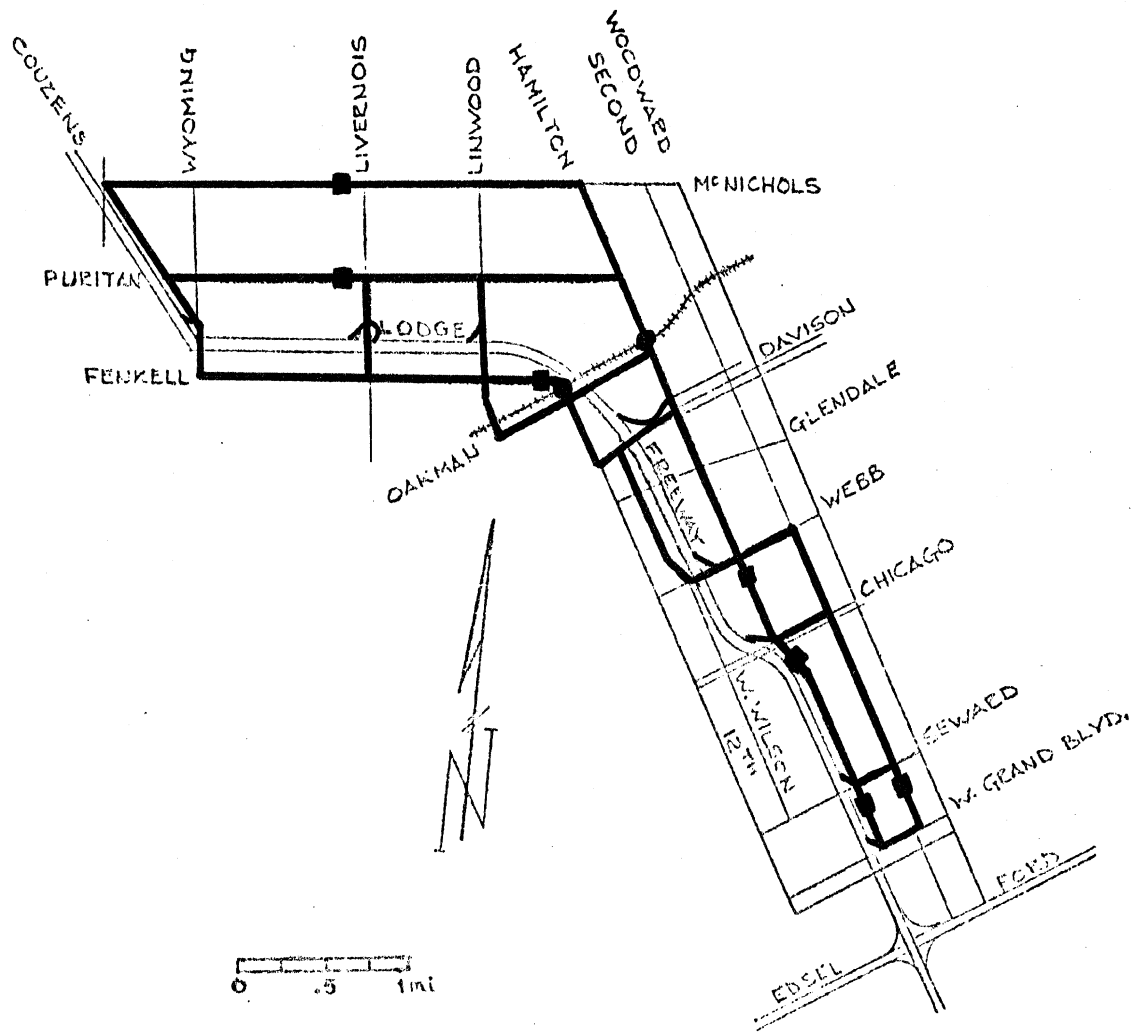 COUZENS
WYOMING
LIVERNOIS
LINWOOD
HAMILTON
SECOND
WOODWARD
McNICHOLS
PURITAN
LODGE
FENKELL
DAVISON
GLENDALE
OAKMAN
FREEWAY
WEBB
CHICAGO
W. WILSON
12TH
SEWARD
W. GRAND BLVD.
N
FORD
EDSEL
0 .5 1mi